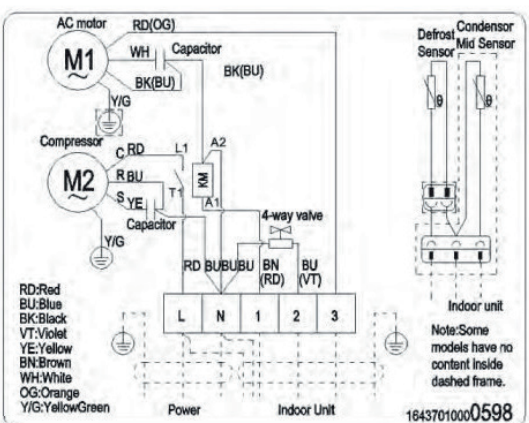 AC motor
RD(OG)
M1
~
WH
Capacitor
BK(BU)
BK(BU)
Y/G
Compressor
C RD
L1
A2
M2
~
R BU
T1
KM
S YE
A1
Capacitor
4-way valve
Y/G
RD BU BU BU
BN
(RD)
BU
(VT)
L N 1 2 3
Power
Indoor Unit
RD:Red
BU:Blue
BK:Black
VT:Violet
YE:Yellow
BN:Brown
WH:White
OG:Orange
Y/G:YellowGreen
Defrost
Sensor
Condensor
Mid Sensor
θ
θ
Indoor unit
Note:Some
models have no
content inside
dashed frame.
16437010000598